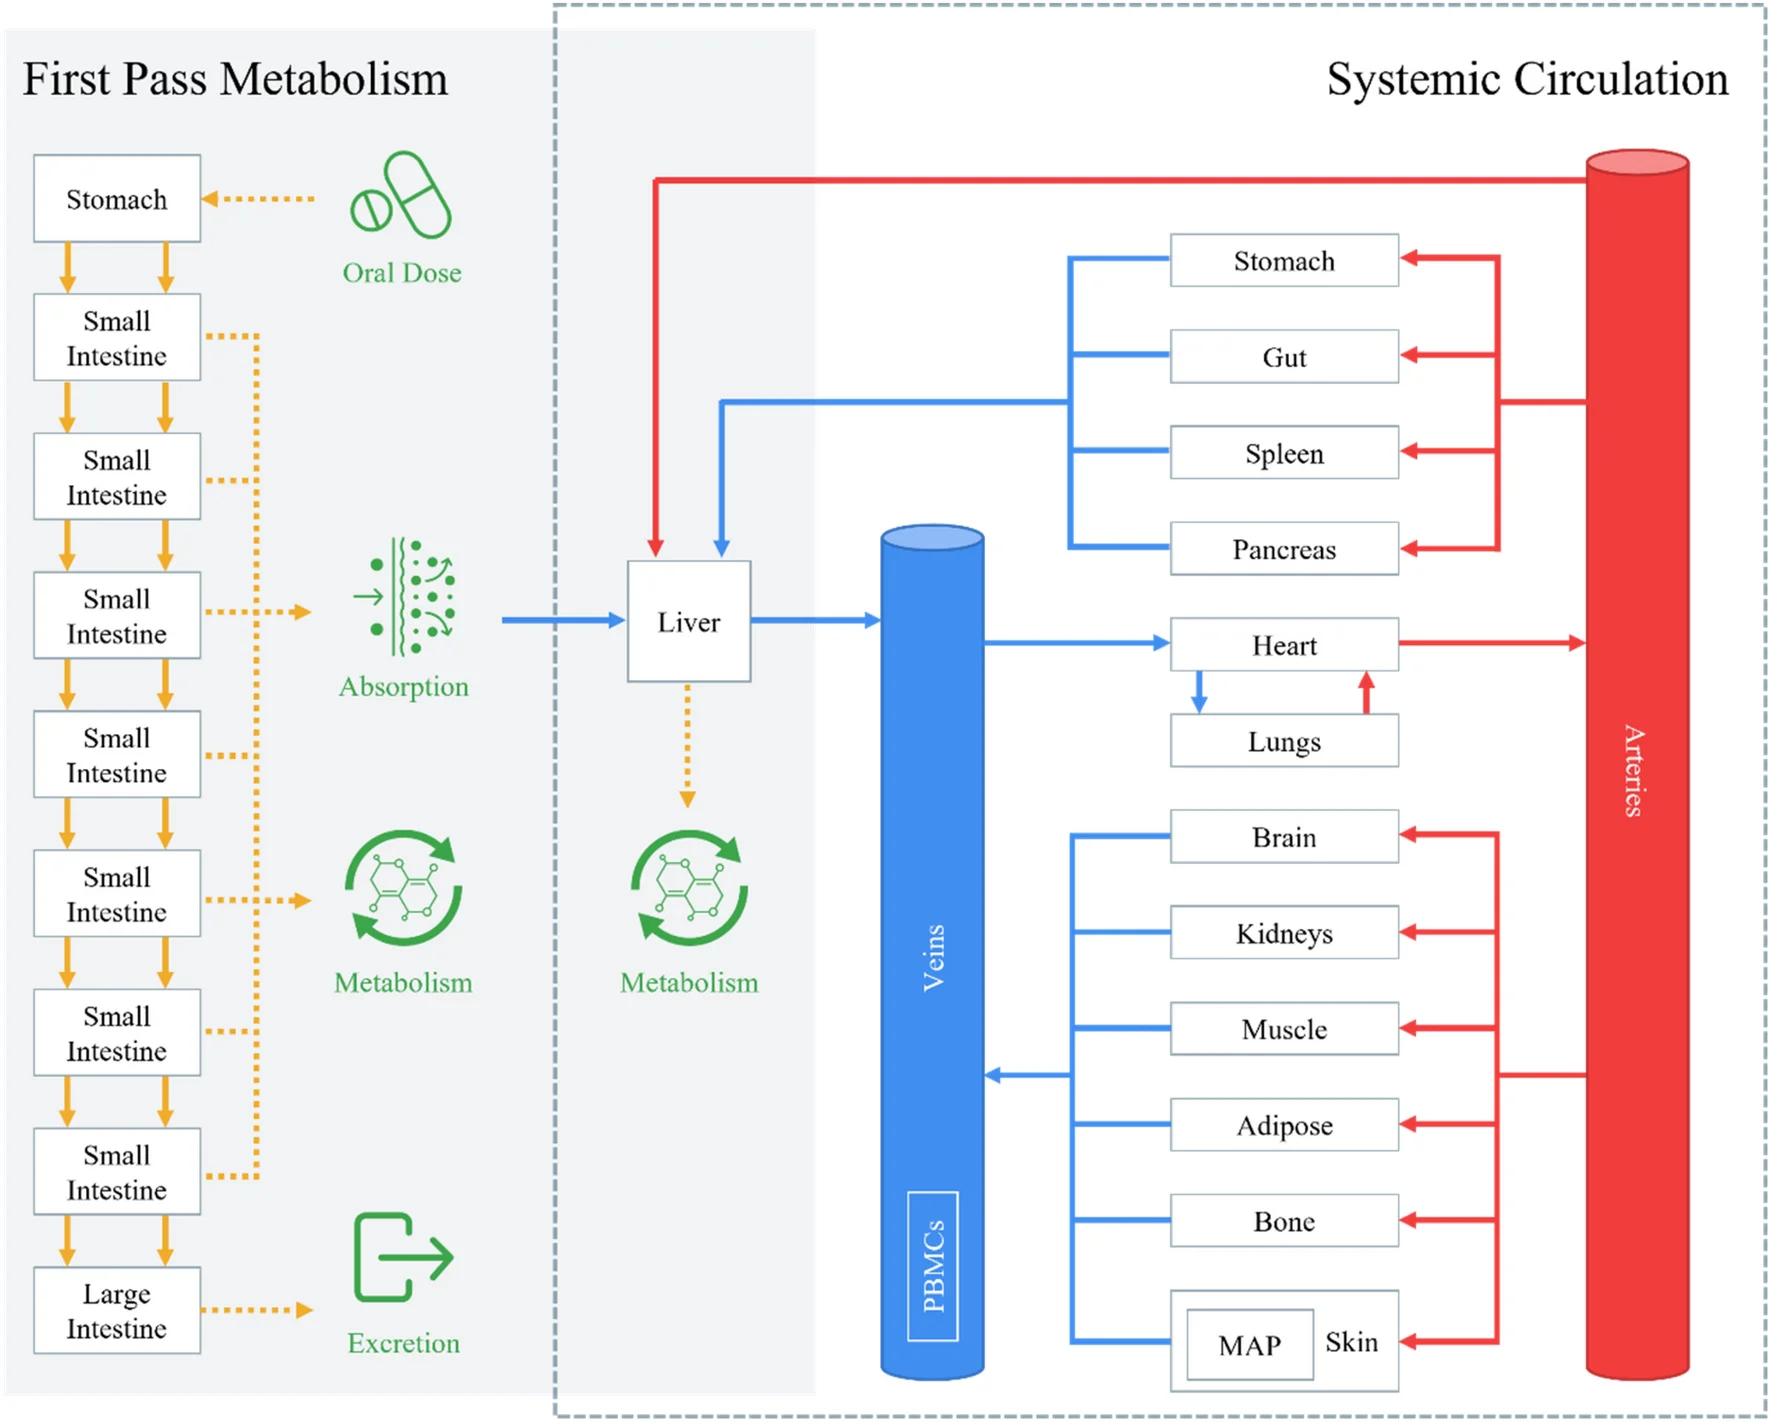 First Pass Metabolism
Systemic Circulation
Stomach
Oral Dose
Small
Intestine
Small
Intestine
Small
Intestine
Small
Intestine
Small
Intestine
Small
Intestine
Small
Intestine
Large
Intestine
Absorption
Metabolism
Excretion
Liver
Metabolism
Veins
PBMCs
Stomach
Gut
Spleen
Pancreas
Heart
Lungs
Brain
Kidneys
Muscle
Adipose
Bone
MAP
Skin
Arteries